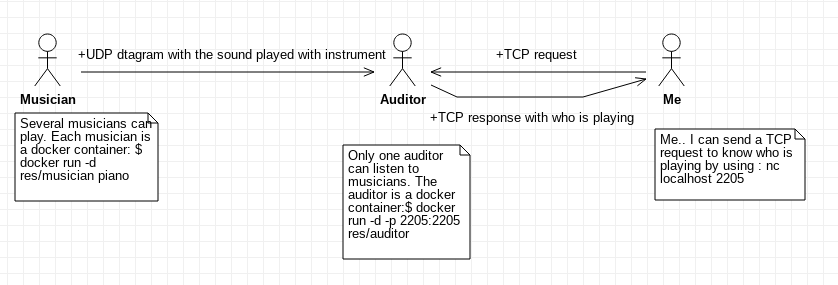 +UDP dtagram with the sound played with instrument
+TCP request
Musician
Auditor
Me
+TCP response with who is playing
Several musicians can
play. Each musician is
a docker container: $
docker run -d
res/musician piano
Only one auditor
can listen to
musicians. The
auditor is a docker
container:$ docker
run -d -p 2205:2205
res/auditor
Me.. I can send a TCP
request to know who is
playing by using : nc
localhost 2205